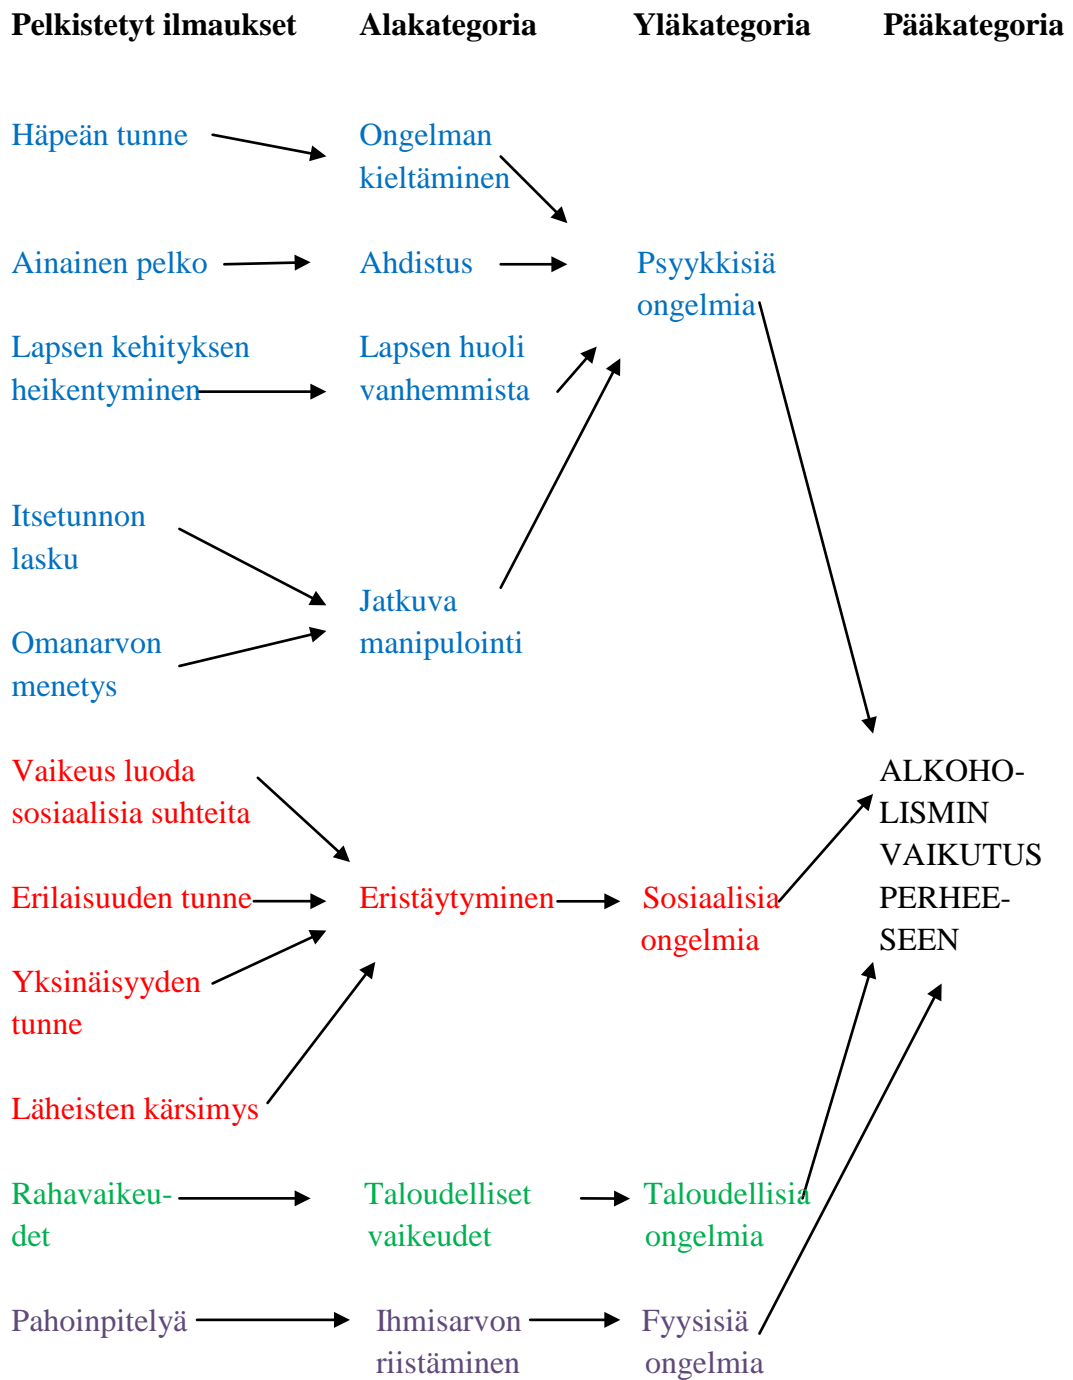 Pelkistetyt ilmaukset Alakategoria Yläkategoria Pääkategoria
Häpeän tunne
Ongelman
kieltäminen
Ainainen pelko
Ahdistus
Psyykkisiä
ongelmia
Lapsen kehityksen
heikentyminen
Lapsen huoli
vanhemmista
Itsetunnon
lasku
Jatkuva
manipulointi
Omanarvon
menetys
Vaikeus luoda
sosiaalisia suhteita
ALKOHO-
LISMIN
VAIKUTUS
PERHEE-
SEEN
Erilaisuuden tunne
Eristäytyminen
Sosiaalisia
ongelmia
Yksinäisyyden
tunne
Läheisten kärsimys
Rahavaikeu-
det
Taloudelliset
vaikeudet
Taloudellisia
ongelmia
Pahoinpitelyä
Ihmisarvon
riistäminen
Fyysisiä
ongelmia